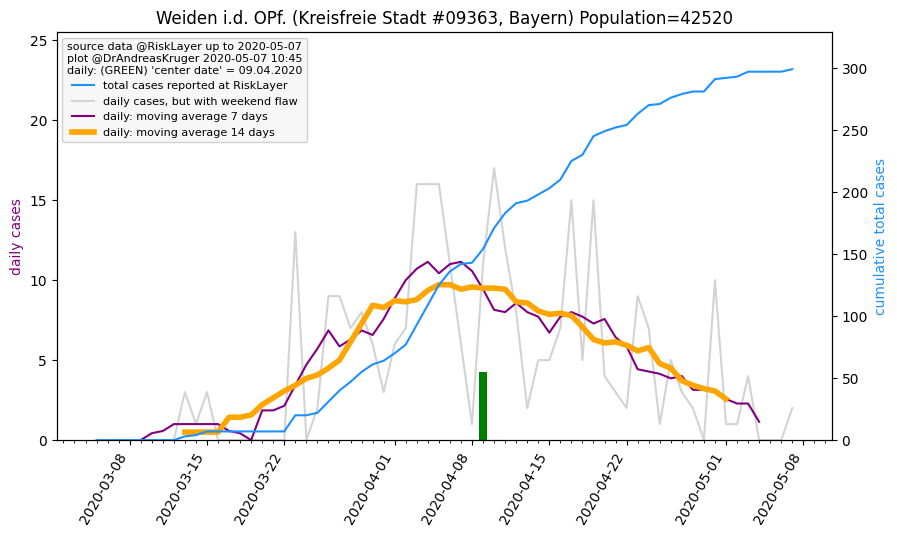 Weiden i.d. OPf. (Kreisfreie Stadt #09363, Bayern) Population=42520
source data @RiskLayer up to 2020-05-07
plot @DrAndreasKruger 2020-05-07 10:45
daily: (GREEN) 'center date' = 09.04.2020
total cases reported at RiskLayer
daily cases, but with weekend flaw
daily: moving average 7 days
daily: moving average 14 days
daily cases
25
20
15
10
5
0
cumulative total cases
300
250
200
150
100
50
0
2020-03-08
2020-03-15
2020-03-22
2020-04-01
2020-04-08
2020-04-15
2020-04-22
2020-05-01
2020-05-08